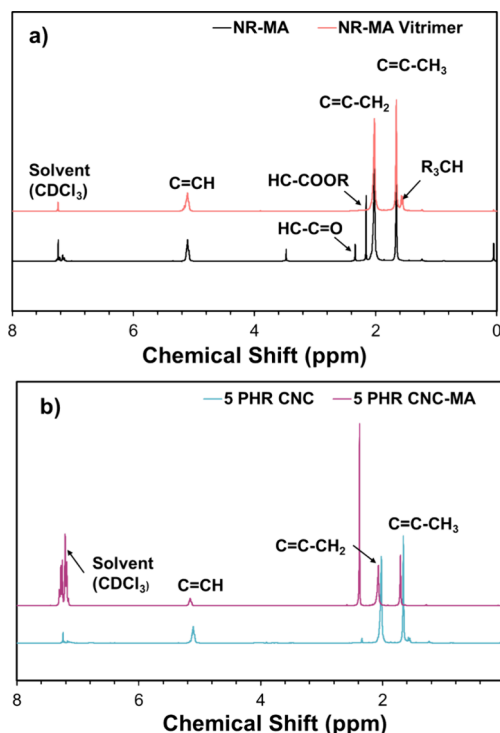 a)
NR-MA
NR-MA Vitrimer
C=C-CH₃
C=C-CH₂
Solvent
(CDCl₃)
C=CH
HC-COOR
R₃CH
HC-C=O
8
6
4
2
0
Chemical Shift (ppm)
b)
5 PHR CNC
5 PHR CNC-MA
C=C-CH₃
C=C-CH₂
Solvent
(CDCl₃)
C=CH
8
6
4
2
Chemical Shift (ppm)